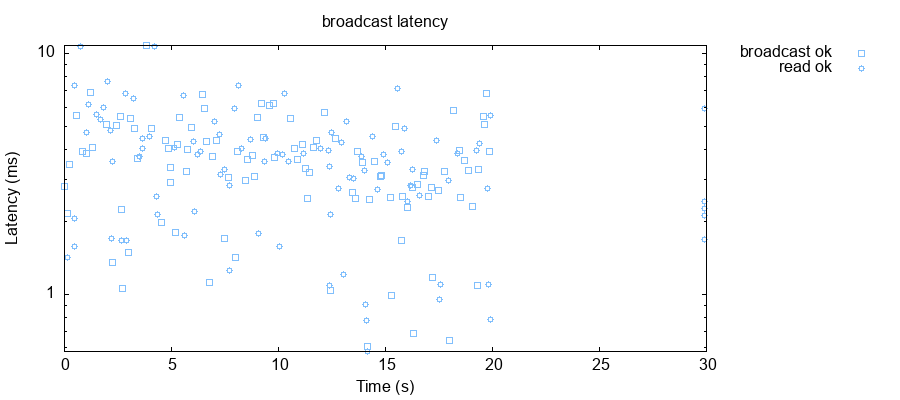 broadcast latency
10
1
Latency (ms)
0 5 10 15 20 25 30
Time (s)
broadcast ok
read ok